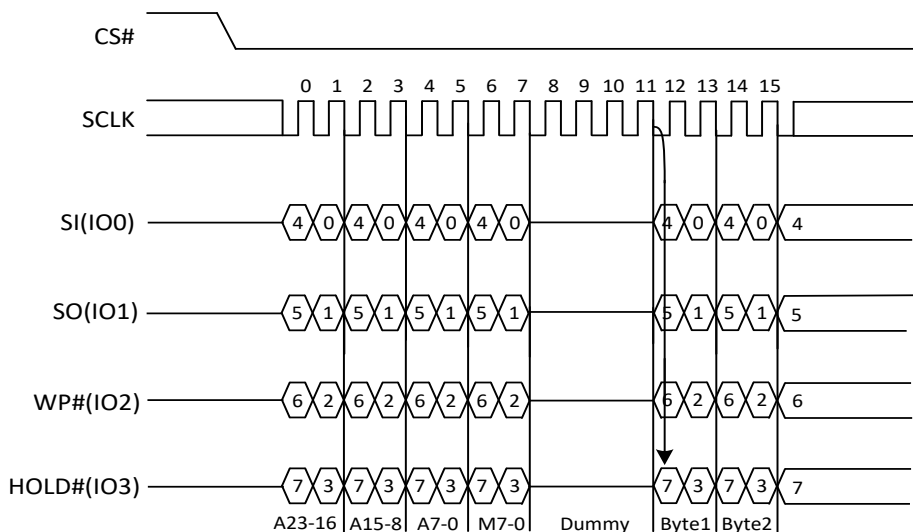 CS#
0 1 2 3 4 5 6 7 8 9 10 11 12 13 14 15
SCLK
SI(IO0) 4 0 4 0 4 0 4 0 4 0 4 0 4
SO(IO1) 5 1 5 1 5 1 5 1 5 1 5 1 5
WP#(IO2) 6 2 6 2 6 2 6 2 6 2 6 2 6
HOLD#(IO3) 7 3 7 3 7 3 7 3 7 3 7 3 7
A23-16 A15-8 A7-0 M7-0 Dummy Byte1 Byte2